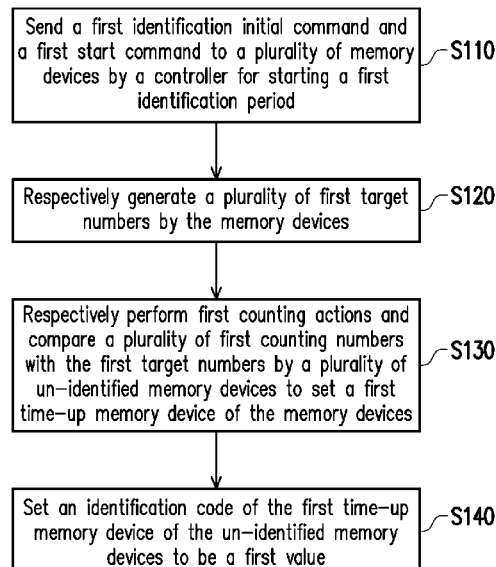 Send a first identification initial command and
a first start command to a plurality of memory
devices by a controller for starting a first
identification period
S110
Respectively generate a plurality of first target
numbers by the memory devices
S120
Respectively perform first counting actions and
compare a plurality of first counting numbers
with the first target numbers by a plurality of
un-identified memory devices to set a first
time-up memory device of the memory devices
S130
Set an identification code of the first time-up
memory device of the un-identified memory
devices to be a first value
S140